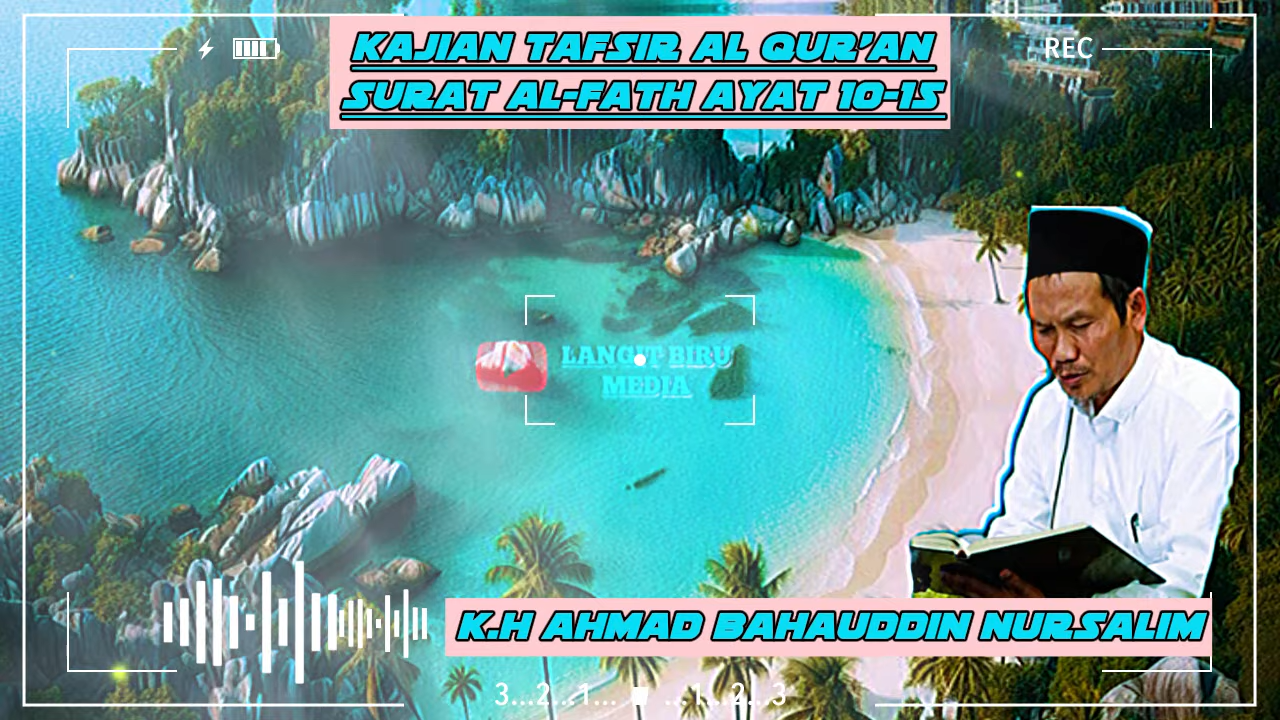 KAJIAN TAFSIR AL QUR'AN
SURAT AL-FATH AYAT 10-15
REC
LANGIT BIRU
MEDIA
K.H AHMAD BAHAUDDIN NURSALIM
3...2...1... ...1...2...3